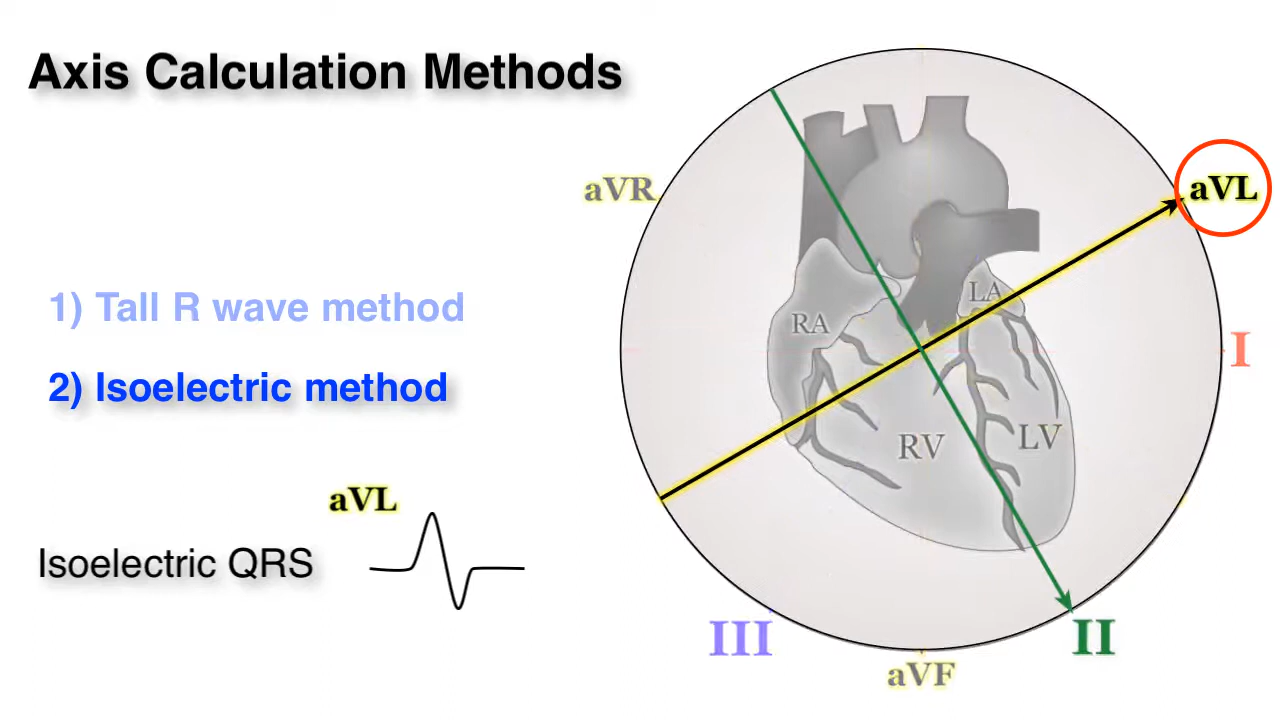 Axis Calculation Methods
1) Tall R wave method
2) Isoelectric method
aVL
Isoelectric QRS
aVR
aVL
I
II
aVF
III
RA
LA
RV
LV